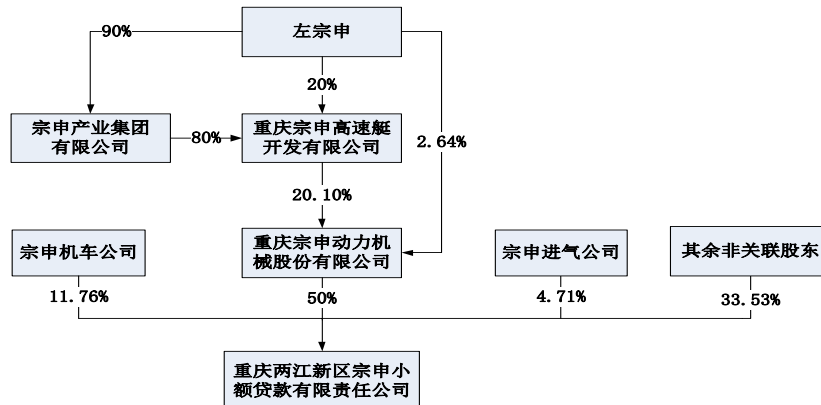 左宗申
90%
20%
2.64%
宗申产业集团
有限公司
80%
重庆宗申高速艇
开发有限公司
20.10%
宗申机车公司
重庆宗申动力机
械股份有限公司
宗申进气公司
其余非关联股东
11.76%
50%
4.71%
33.53%
重庆两江新区宗申小
额贷款有限责任公司